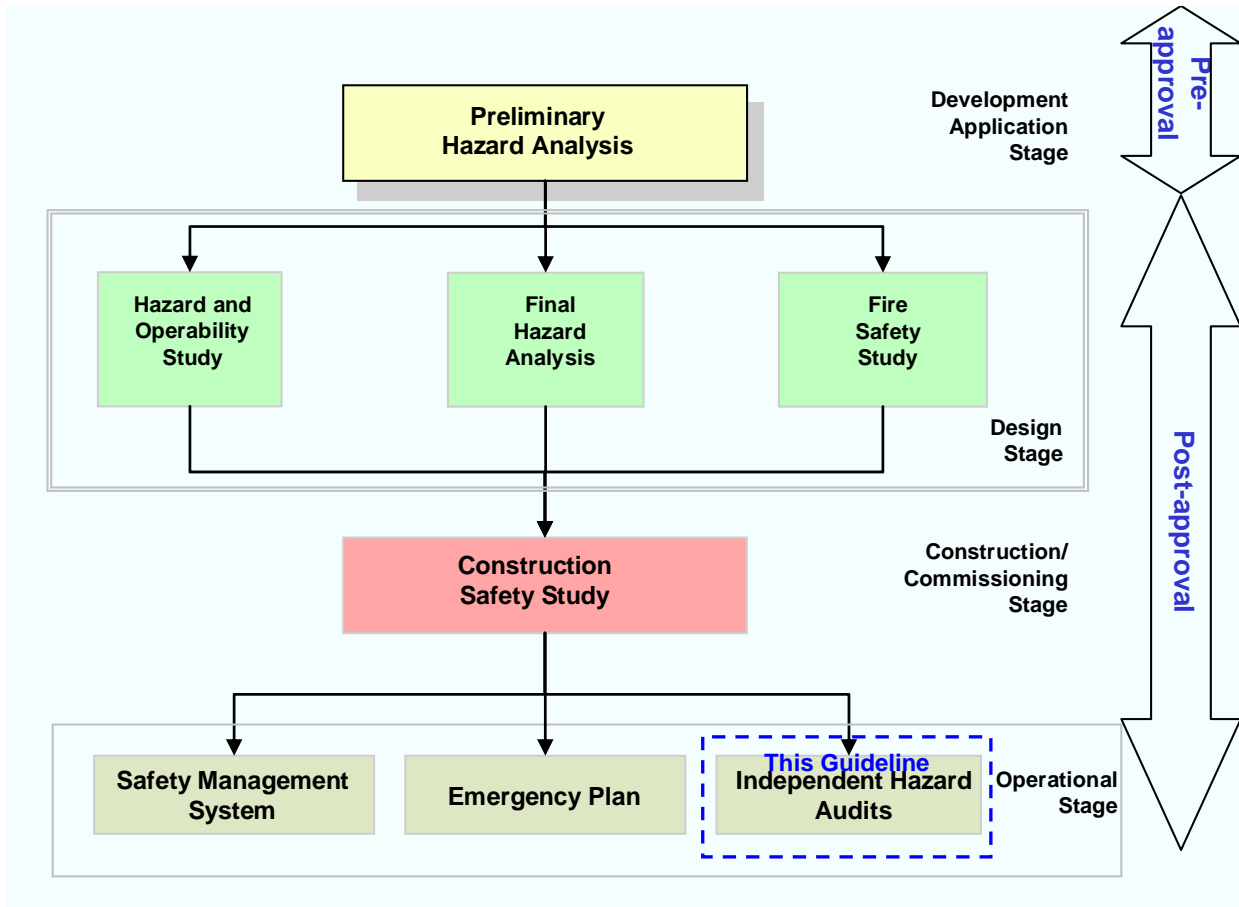 Preliminary
Hazard Analysis
Development
Application
Stage
Pre-
approval
Hazard and
Operability
Study
Final
Hazard
Analysis
Fire
Safety
Study
Design
Stage
Post-approval
Construction
Safety Study
Construction/
Commissioning
Stage
Safety Management
System
Emergency Plan
This Guideline
Independent Hazard
Audits
Operational
Stage